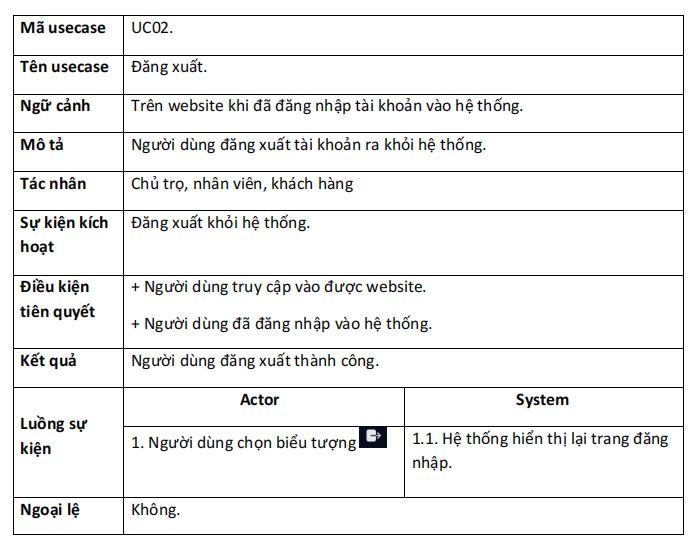 Mã usecase UC02.
Tên usecase Đăng xuất.
Ngữ cảnh Trên website khi đã đăng nhập tài khoản vào hệ thống.
Mô tả Người dùng đăng xuất tài khoản ra khỏi hệ thống.
Tác nhân Chủ trọ, nhân viên, khách hàng
Sự kiện kích Đăng xuất khỏi hệ thống.
hoạt
Điều kiện + Người dùng truy cập vào được website.
tiên quyết
+ Người dùng đã đăng nhập vào hệ thống.
Kết quả Người dùng đăng xuất thành công.
Luồng sự
kiện
Actor System
1. Người dùng chọn biểu tượng 1.1. Hệ thống hiển thị lại trang đăng
nhập.
Ngoại lệ Không.